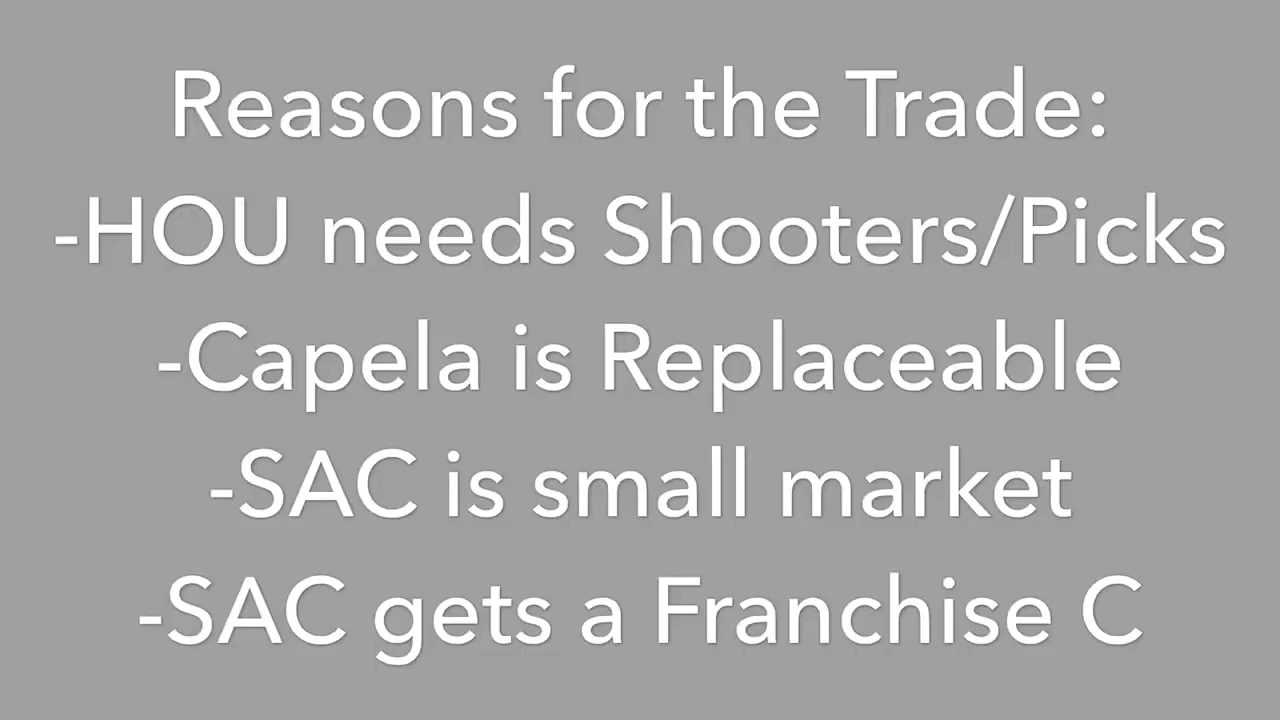 Reasons for the Trade:
-HOU needs Shooters/Picks
-Capela is Replaceable
-SAC is small market
-SAC gets a Franchise C